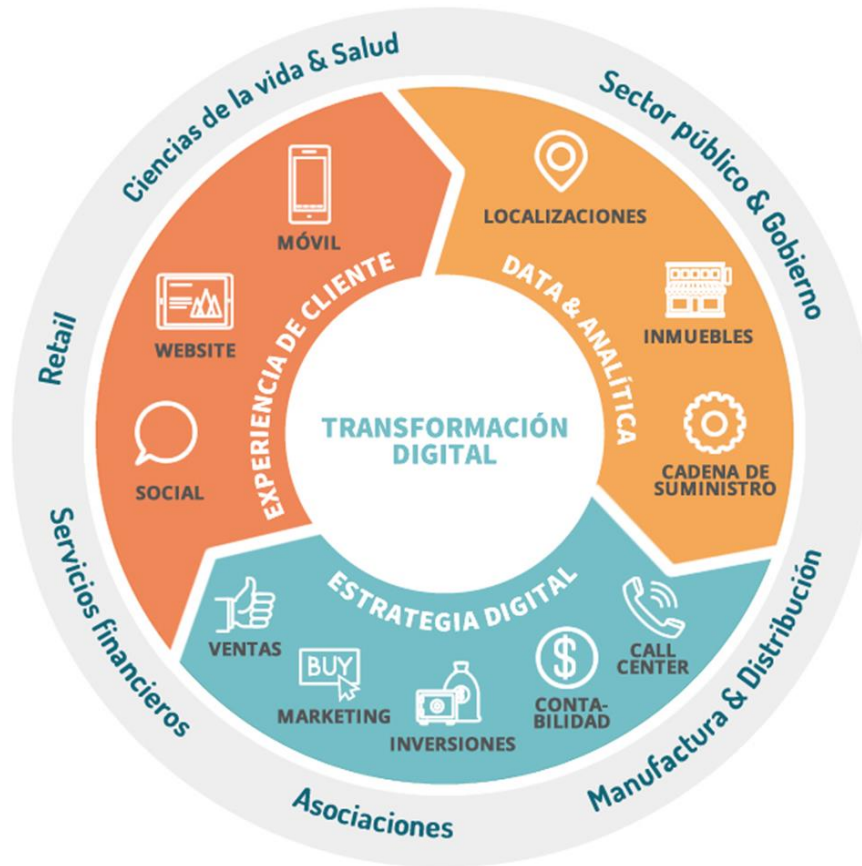 Ciencias de la vida & Salud
Sector público & Gobierno
MÓVIL
LOCALIZACIONES
WEBSITE
INMUEBLES
SOCIAL
CADENA DE
SUMINISTRO
EXPERIENCIA DE CLIENTE
DATA & ANALÍTICA
TRANSFORMACIÓN
DIGITAL
Retail
ESTRATEGIA DIGITAL
VENTAS
BUY
MARKETING
INVERSIONES
$
CONTA-
BILIDAD
CALL
CENTER
Servicios financieros
Asociaciones
Manufactura & Distribución